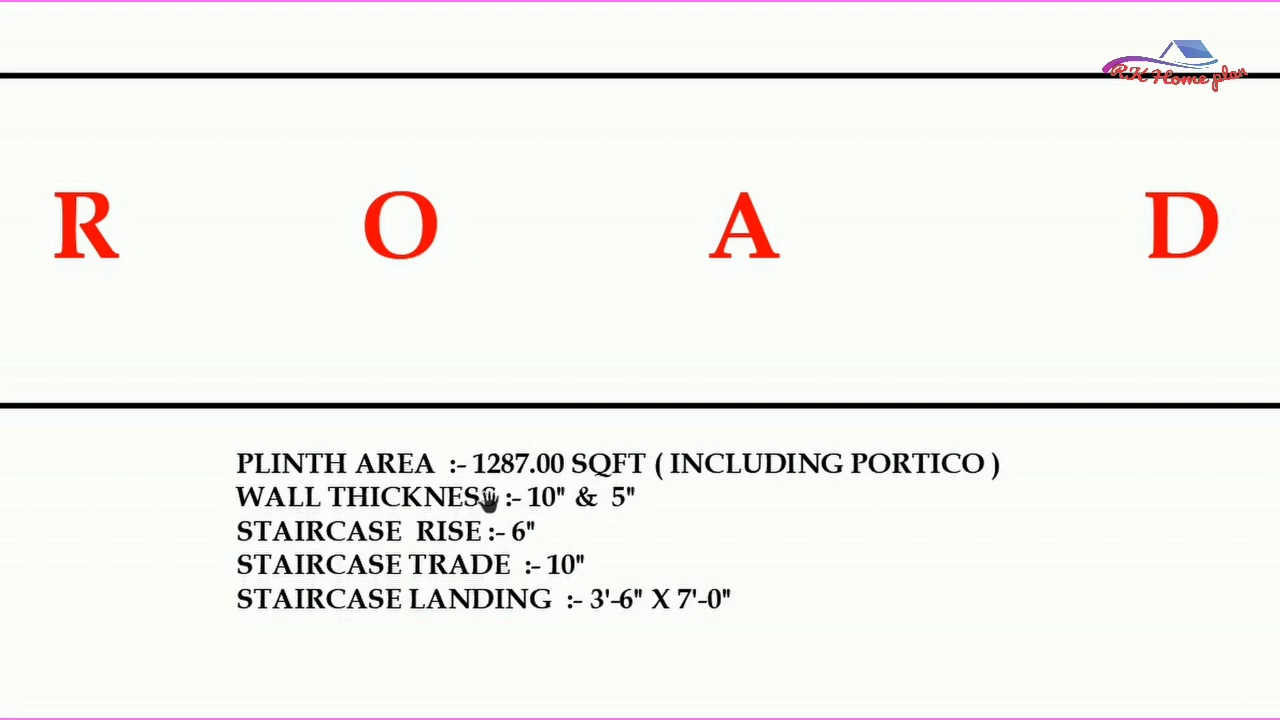 RK Home plan
R O A D
PLINTH AREA :- 1287.00 SQFT ( INCLUDING PORTICO )
WALL THICKNESS :- 10" & 5"
STAIRCASE RISE :- 6"
STAIRCASE TRADE :- 10"
STAIRCASE LANDING :- 3'-6" X 7'-0"